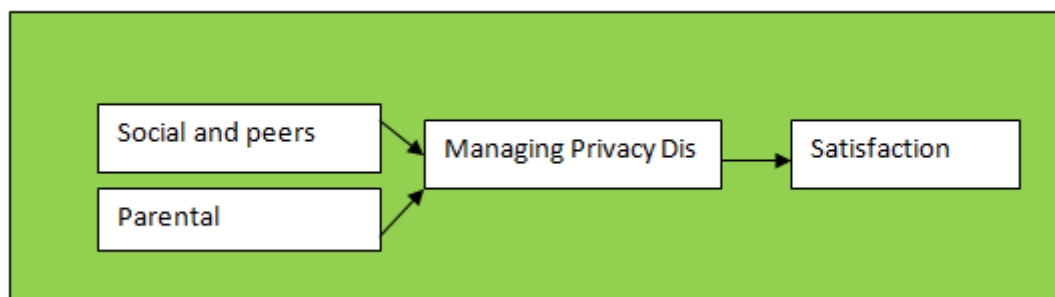 Social and peers
Parental
Managing Privacy Dis
Satisfaction